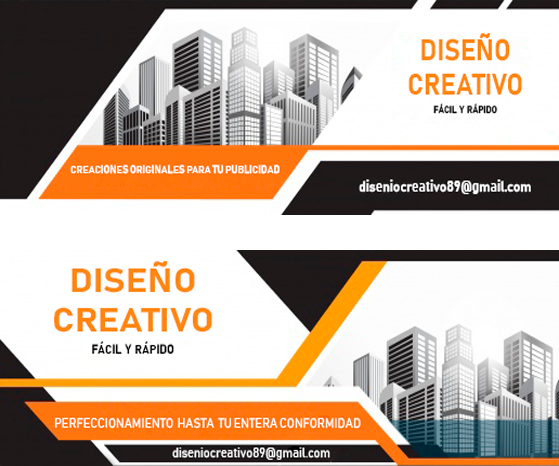 DISEÑO
CREATIVO
FÁCIL Y RÁPIDO
CREACIONES ORIGINALES PARA TU PUBLICIDAD
diseniocreativo89@gmail.com
DISEÑO
CREATIVO
FÁCIL Y RÁPIDO
PERFECCIONAMIENTO HASTA TU ENTERA CONFORMIDAD
diseniocreativo89@gmail.com